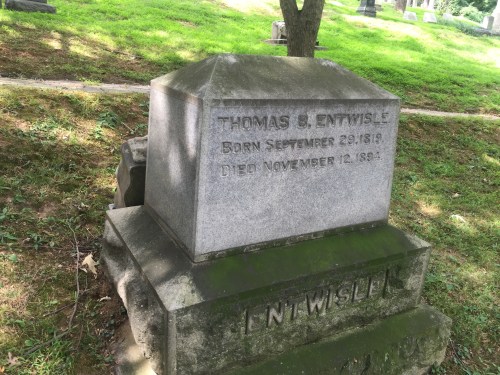 THOMAS B. ENTWISLE
BORN SEPTEMBER 29. 1819.
DIED NOVEMBER 12. 1894.
ENTWISLE